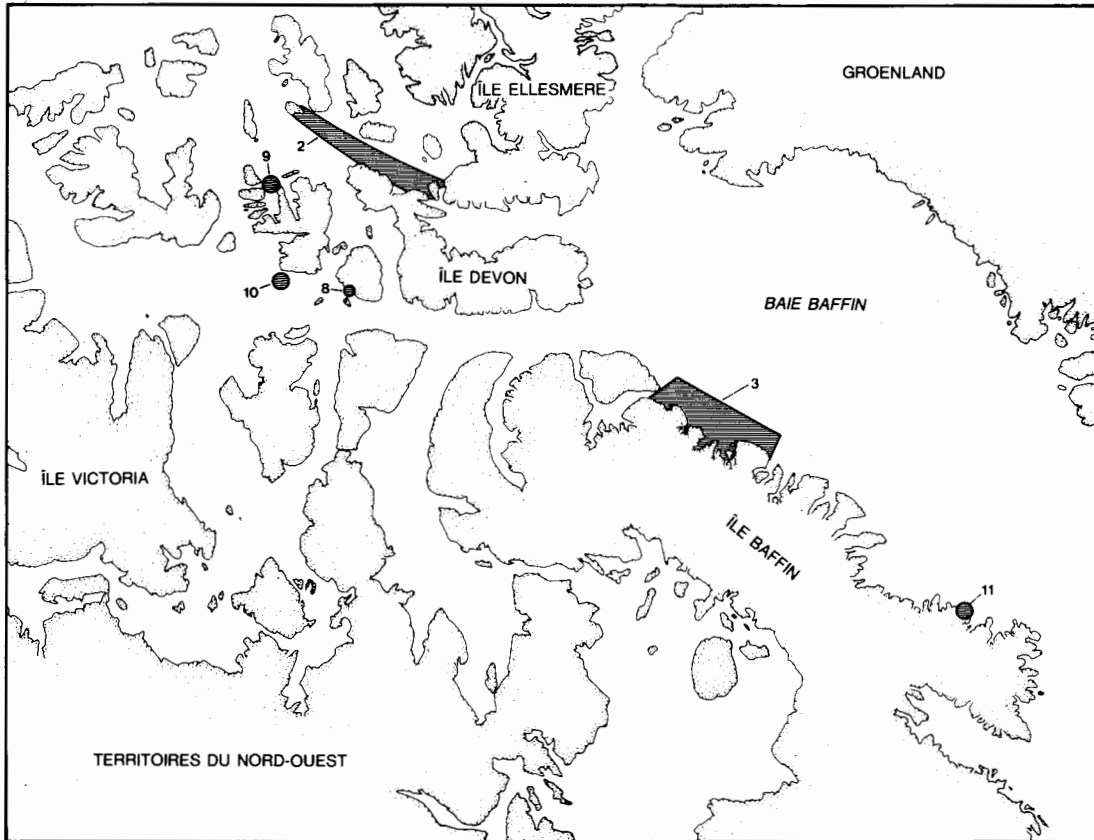 GROENLAND
ÎLE ELLESMERE
2
9
ÎLE DEVON
10
8
BAIE BAFFIN
3
ÎLE VICTORIA
ÎLE BAFFIN
11
TERRITOIRES DU NORD-OUEST